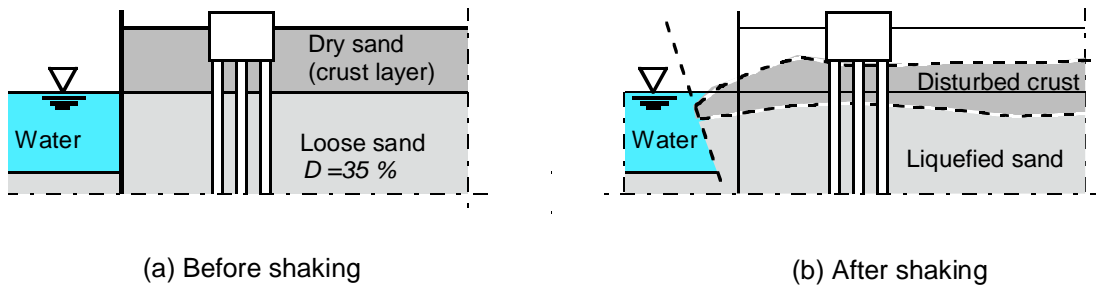 Dry sand
(crust layer)
Water
Loose sand
D =35 %
(a) Before shaking
Disturbed crust
Water
Liquefied sand
(b) After shaking